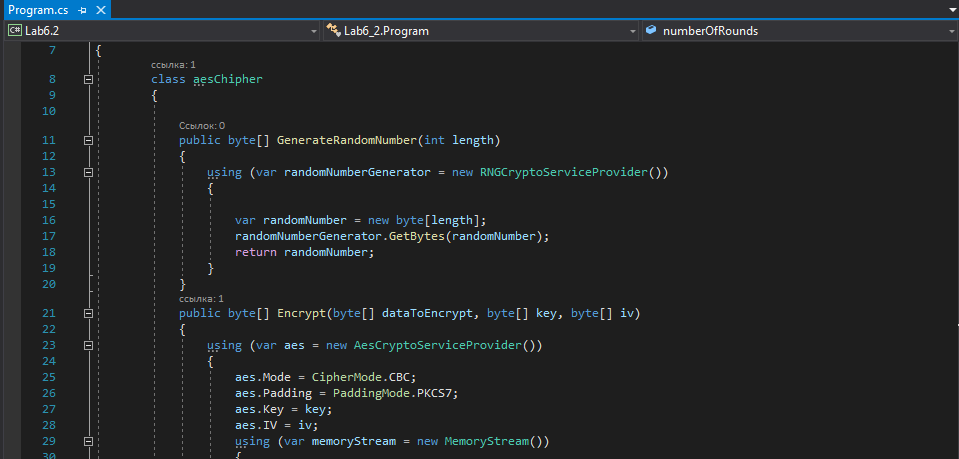 Program.cs
Lab6.2 Lab6_2.Program numberOfRounds
7 {
ссылка: 1
8 class aesChipher
9 {
10
Ссылок: 0
11 public byte[] GenerateRandomNumber(int length)
12 {
13 using (var randomNumberGenerator = new RNGCryptoServiceProvider())
14 {
15
16 var randomNumber = new byte[length];
17 randomNumberGenerator.GetBytes(randomNumber);
18 return randomNumber;
19 }
20 }
ссылка: 1
21 public byte[] Encrypt(byte[] dataToEncrypt, byte[] key, byte[] iv)
22 {
23 using (var aes = new AesCryptoServiceProvider())
24 {
25 aes.Mode = CipherMode.CBC;
26 aes.Padding = PaddingMode.PKCS7;
27 aes.Key = key;
28 aes.IV = iv;
29 using (var memoryStream = new MemoryStream())
30 {